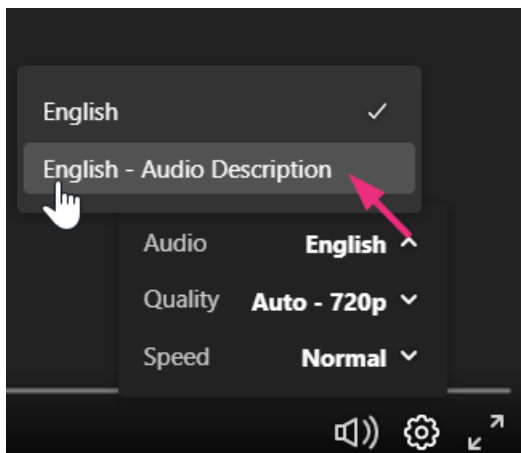 English
English - Audio Description
Audio English
Quality Auto - 720p
Speed Normal